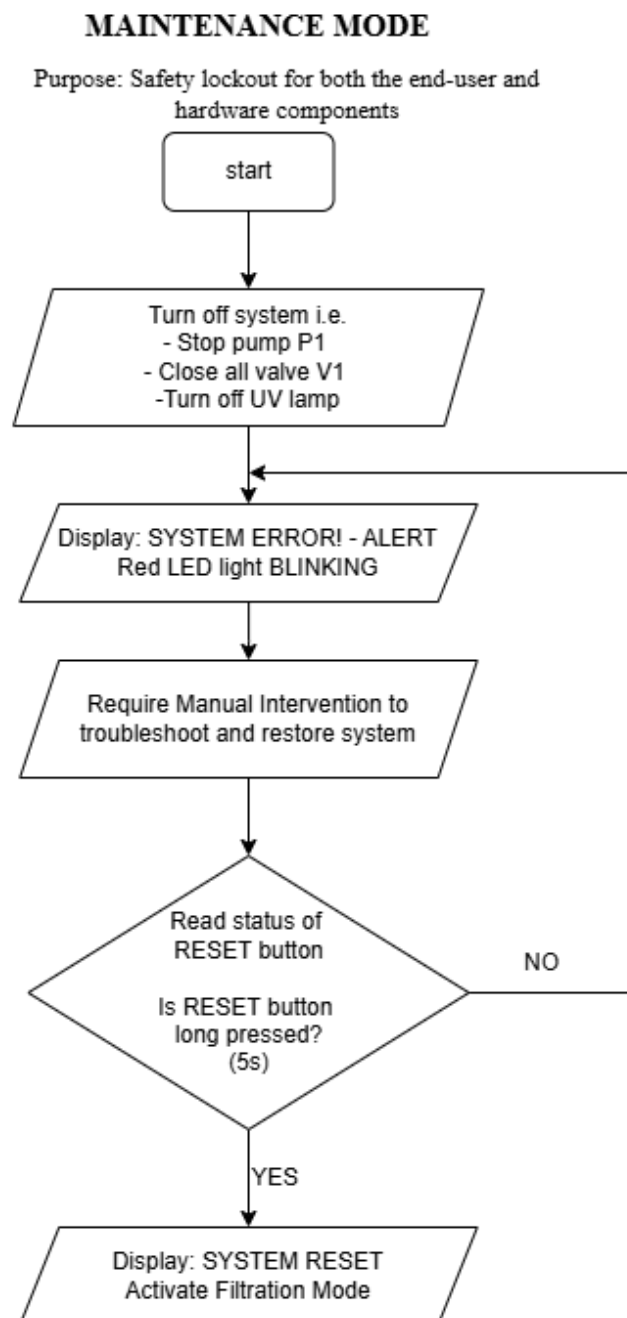 MAINTENANCE MODE
Purpose: Safety lockout for both the end-user and
hardware components
start
Turn off system i.e.
- Stop pump P1
- Close all valve V1
-Turn off UV lamp
Display: SYSTEM ERROR! - ALERT
Red LED light BLINKING
Require Manual Intervention to
troubleshoot and restore system
Read status of
RESET button
Is RESET button
long pressed?
(5s)
NO
YES
Display: SYSTEM RESET
Activate Filtration Mode